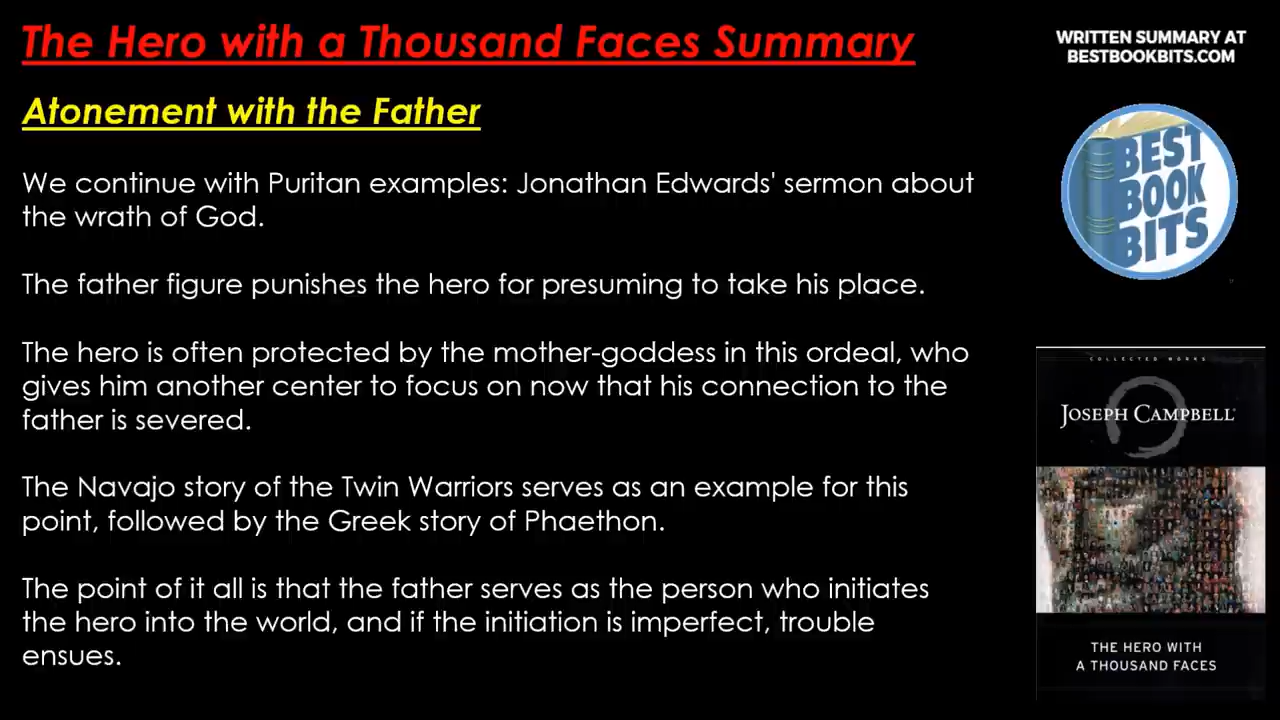 The Hero with a Thousand Faces Summary
WRITTEN SUMMARY AT
BESTBOOKBITS.COM
Atonement with the Father
We continue with Puritan examples: Jonathan Edwards' sermon about
the wrath of God.
The father figure punishes the hero for presuming to take his place.
The hero is often protected by the mother-goddess in this ordeal, who
gives him another center to focus on now that his connection to the
father is severed.
The Navajo story of the Twin Warriors serves as an example for this
point, followed by the Greek story of Phaethon.
The point of it all is that the father serves as the person who initiates
the hero into the world, and if the initiation is imperfect, trouble
ensues.
BEST
BOOK
BITS
COLLECTED WORKS
JOSEPH CAMPBELL
THE HERO WITH
A THOUSAND FACES